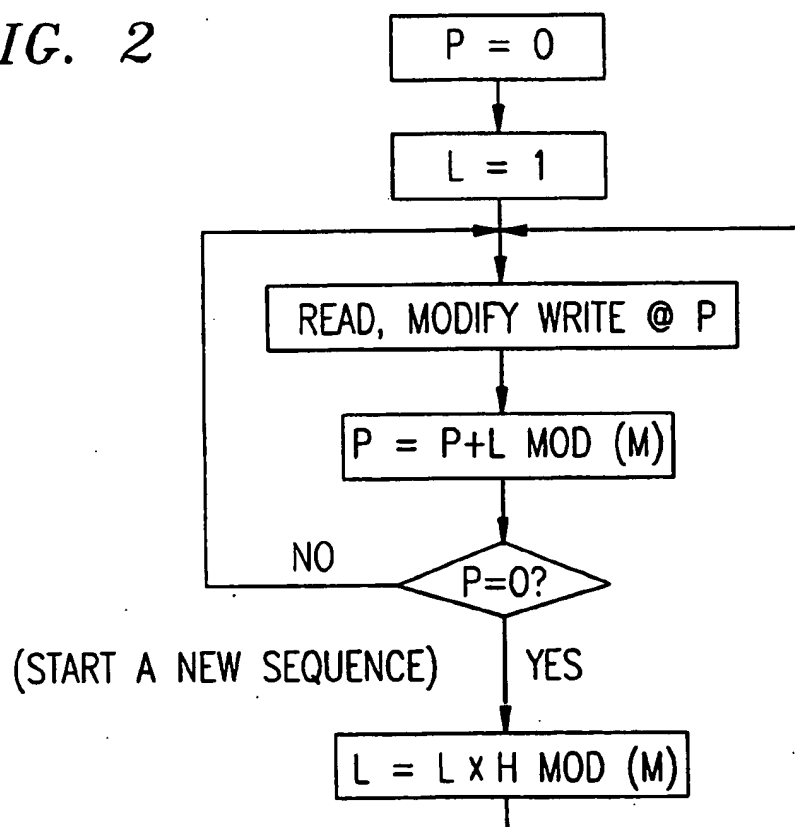 IG. 2
P = 0
L = 1
READ, MODIFY WRITE @ P
P = P+L MOD (M)
NO
P=0?
(START A NEW SEQUENCE)
YES
L = L x H MOD (M)